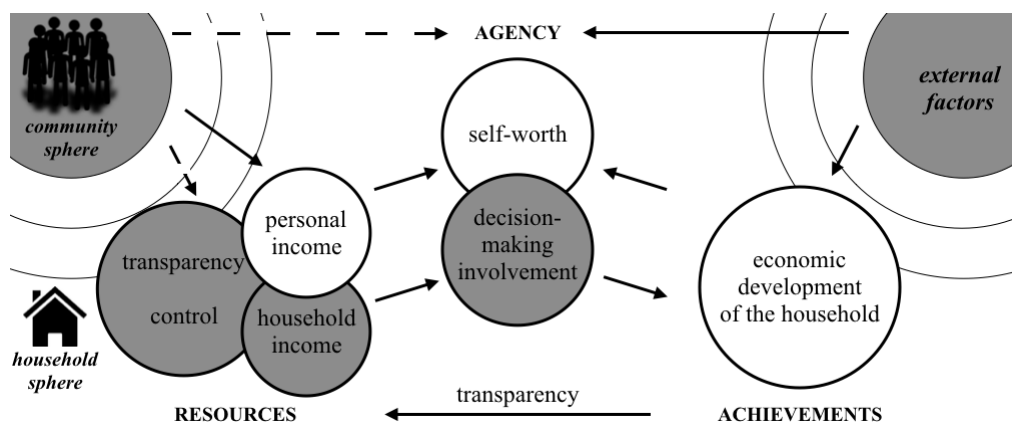 AGENCY
community
sphere
external
factors
self-worth
personal
income
decision-
making
involvement
transparency
control
household
income
economic
development
of the household
household
sphere
transparency
RESOURCES
ACHIEVEMENTS